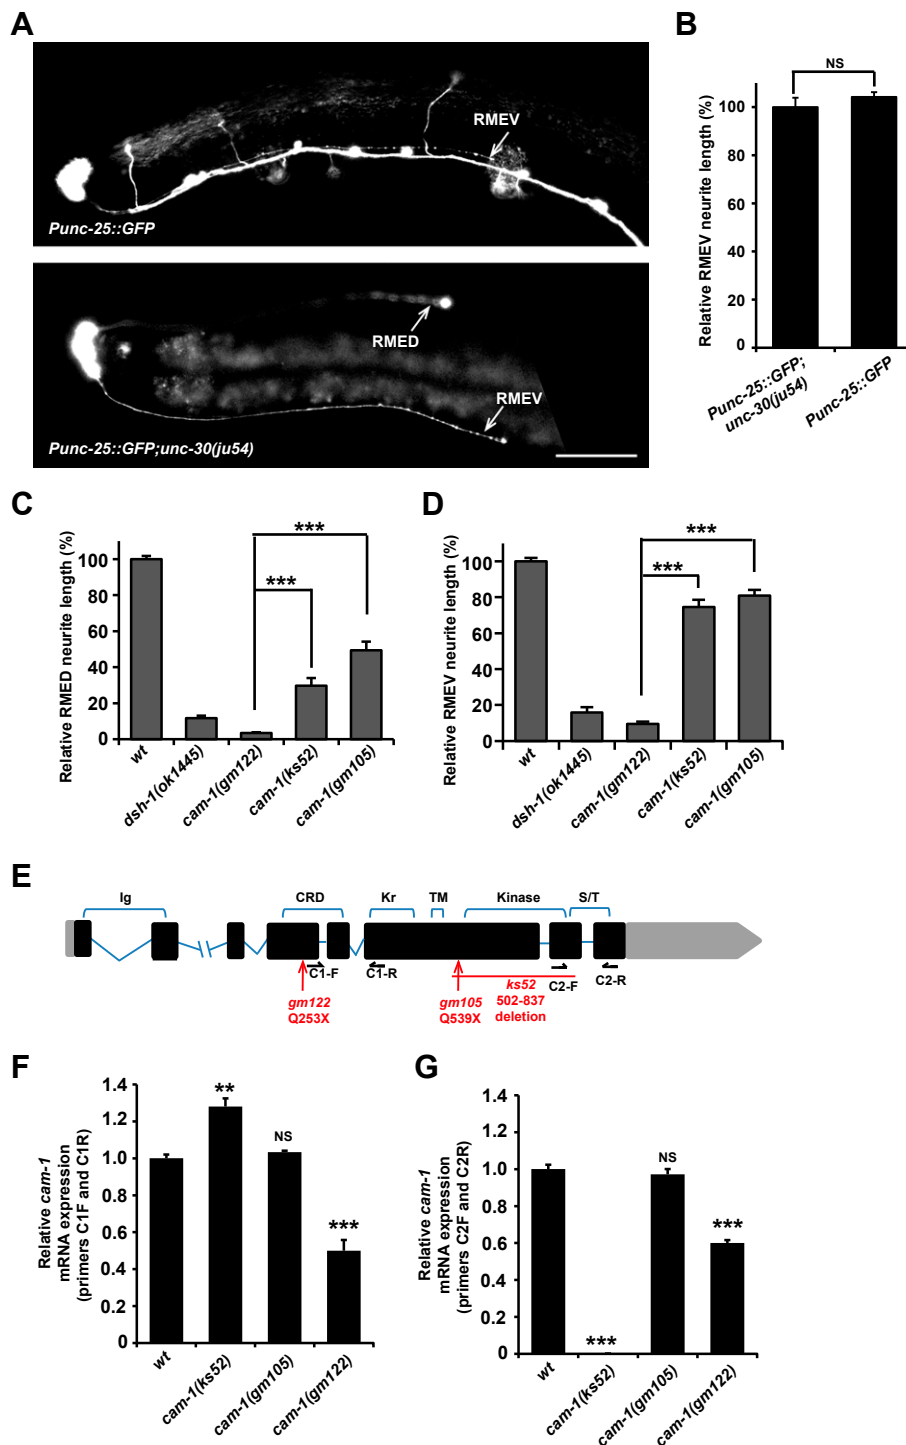 A
RMEV
Punc-25::GFP
RMED
RMEV
Punc-25::GFP;unc-30(ju54)
B
NS
Relative RMEV neurite length (%)
100
80
60
40
20
0
Punc-25::GFP;
unc-30(ju54)
Punc-25::GFP
C
Relative RMED neurite length (%)
100
80
60
40
20
0
***
***
wt
dsh-1(ok1445)
cam-1(gm122)
cam-1(ks52)
cam-1(gm105)
D
Relative RMEV neurite length (%)
100
80
60
40
20
0
***
***
wt
dsh-1(ok1445)
cam-1(gm122)
cam-1(ks52)
cam-1(gm105)
E
Ig
CRD
Kr
TM
Kinase
S/T
C1-F
C1-R
C2-F
C2-R
gm122
Q253X
gm105
Q539X
ks52
502-837
deletion
F
Relative cam-1
mRNA expression
(primers C1F and C1R)
1.4
1.2
1.0
0.8
0.6
0.4
0.2
0
**
NS
***
wt
cam-1(ks52)
cam-1(gm105)
cam-1(gm122)
G
Relative cam-1
mRNA expression
(primers C2F and C2R)
1.4
1.2
1.0
0.8
0.6
0.4
0.2
0
***
NS
***
wt
cam-1(ks52)
cam-1(gm105)
cam-1(gm122)